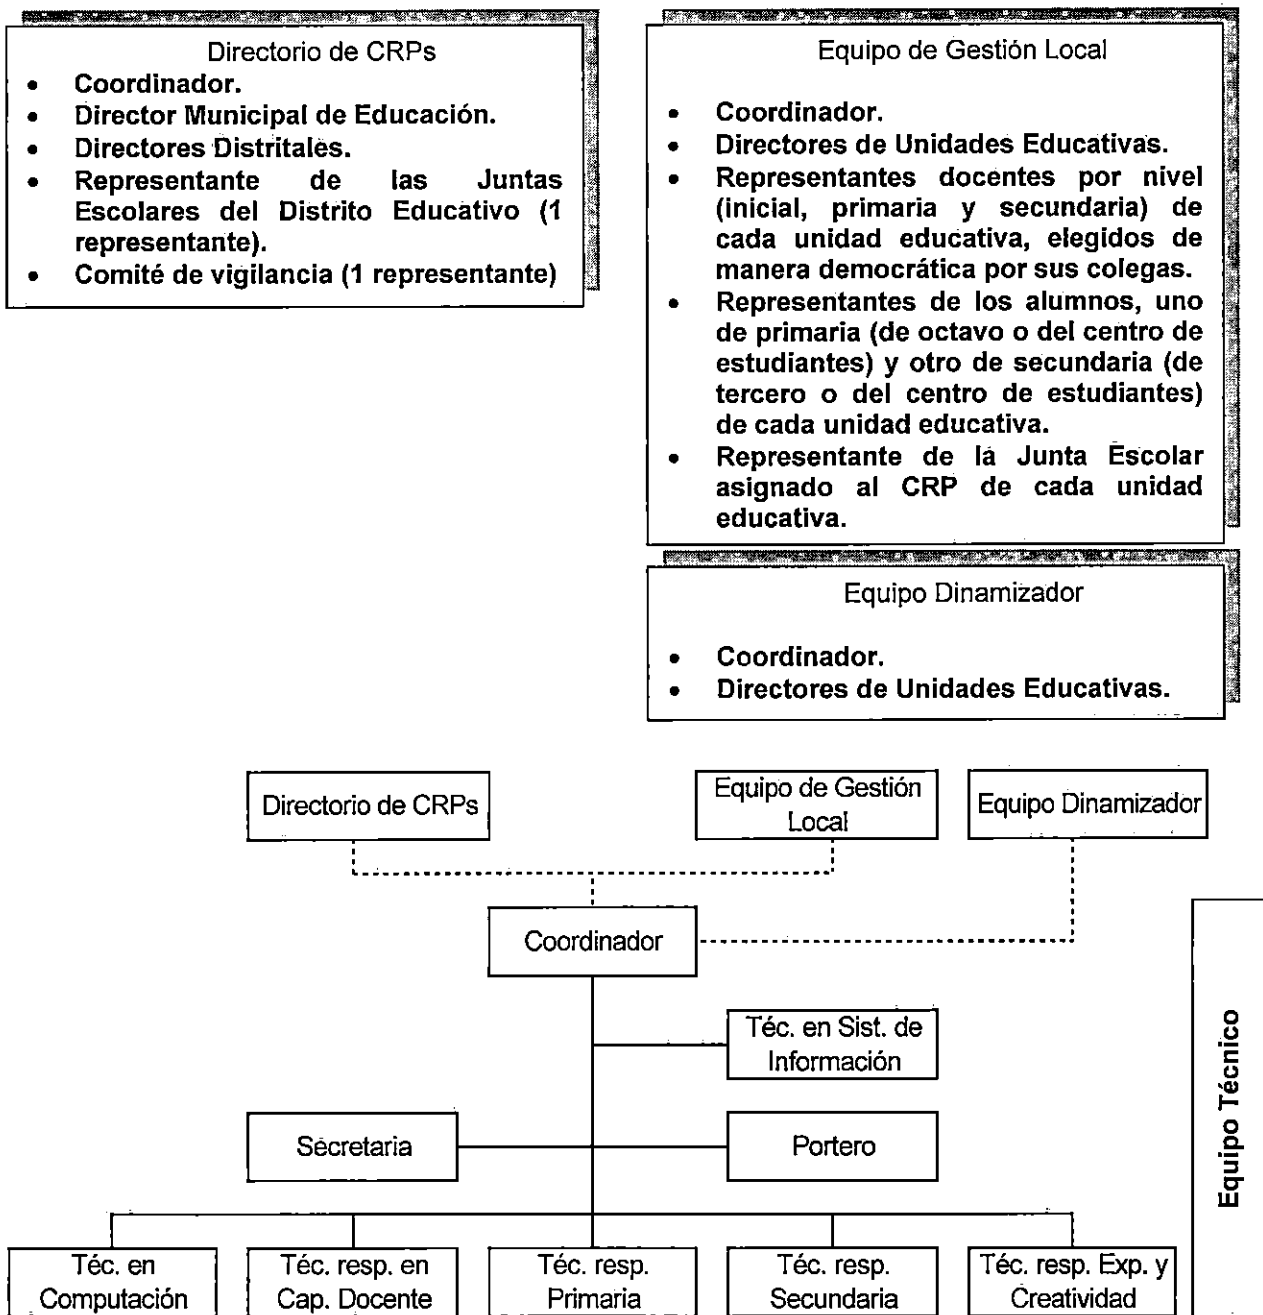 Directorio de CRPs
• Coordinador.
• Director Municipal de Educación.
• Directores Distritales.
• Representante de las Juntas
Escolares del Distrito Educativo (1
representante).
• Comité de vigilancia (1 representante)
Equipo de Gestión Local
• Coordinador.
• Directores de Unidades Educativas.
• Representantes docentes por nivel
(inicial, primaria y secundaria) de
cada unidad educativa, elegidos de
manera democrática por sus colegas.
• Representantes de los alumnos, uno
de primaria (de octavo o del centro de
estudiantes) y otro de secundaria (de
tercero o del centro de estudiantes)
de cada unidad educativa.
• Representante de la Junta Escolar
asignado al CRP de cada unidad
educativa.
Equipo Dinamizador
• Coordinador.
• Directores de Unidades Educativas.
Directorio de CRPs
Equipo de Gestión
Local
Equipo Dinamizador
Coordinador
Téc. en Sist. de
Información
Secretaria
Portero
Téc. en
Computación
Téc. resp. en
Cap. Docente
Téc. resp.
Primaria
Téc. resp.
Secundaria
Téc. resp. Exp. y
Creatividad
Equipo Técnico